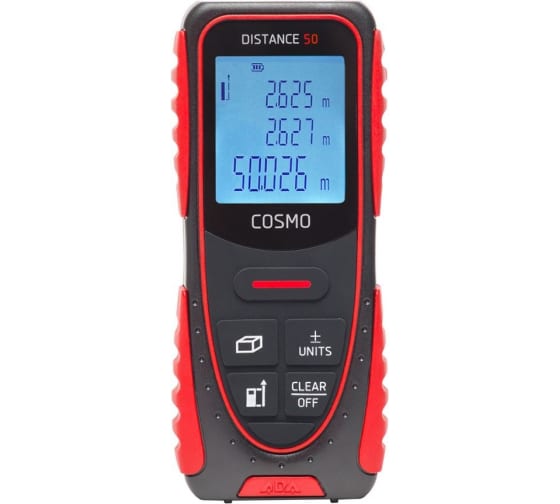 DISTANCE 50
2.625 m
2.627 m
50.026 m
COSMO
±
UNITS
CLEAR
OFF
ADA